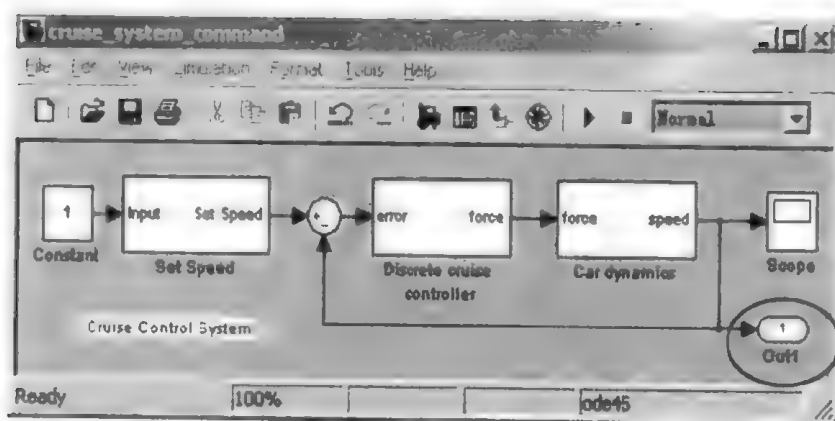 cruise_system_command
File Edit View Simulation Format Tools Help
Normal
1
Input Set Speed
+
-
error force
force speed
Constant
Set Speed
Discrete cruise
controller
Car dynamics
Scope
Cruise Control System
1
Out1
Ready 100% ode45